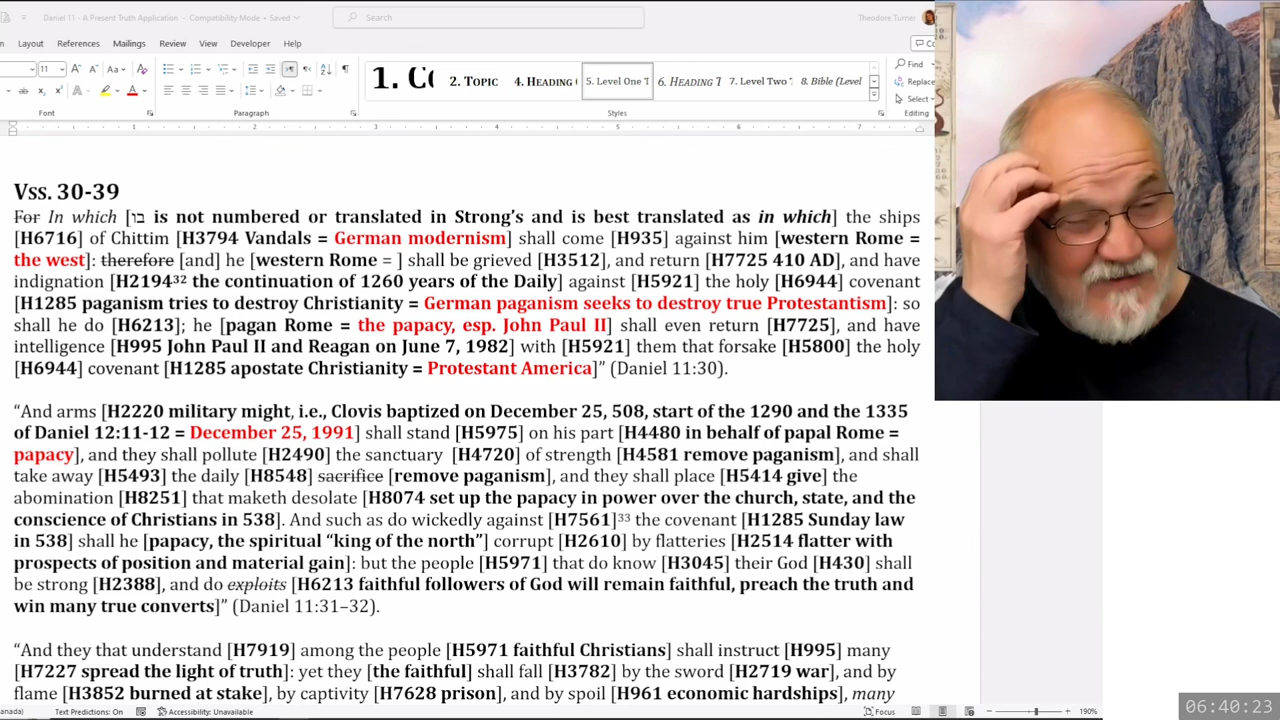 Daniel 11 - A Present Truth Application - Compatibility Mode • Saved
Search
Theodore Turner
Layout References Mailings Review View Developer Help
11
Aa
Find
Replace
Select
1. Co
2. TOPIC
4. HEADING
5. Level One T
6. HEADING T
7. Level Two
8. Bible (Level
Font
Paragraph
Styles
Editing
1 2 3 4 5 6 7
Vss. 30-39
For In which [בו is not numbered or translated in Strong’s and is best translated as in which] the ships
[H6716] of Chittim [H3794 Vandals = German modernism] shall come [H935] against him [western Rome =
the west]: therefore [and] he [western Rome = ] shall be grieved [H3512], and return [H7725 410 AD], and have
indignation [H2194³² the continuation of 1260 years of the Daily] against [H5921] the holy [H6944] covenant
[H1285 paganism tries to destroy Christianity = German paganism seeks to destroy true Protestantism]: so
shall he do [H6213]; he [pagan Rome = the papacy, esp. John Paul II] shall even return [H7725], and have
intelligence [H995 John Paul II and Reagan on June 7, 1982] with [H5921] them that forsake [H5800] the holy
[H6944] covenant [H1285 apostate Christianity = Protestant America]” (Daniel 11:30).
“And arms [H2220 military might, i.e., Clovis baptized on December 25, 508, start of the 1290 and the 1335
of Daniel 12:11-12 = December 25, 1991] shall stand [H5975] on his part [H4480 in behalf of papal Rome =
papacy], and they shall pollute [H2490] the sanctuary [H4720] of strength [H4581 remove paganism], and shall
take away [H5493] the daily [H8548] sacrifice [remove paganism], and they shall place [H5414 give] the
abomination [H8251] that maketh desolate [H8074 set up the papacy in power over the church, state, and the
conscience of Christians in 538]. And such as do wickedly against [H7561]³³ the covenant [H1285 Sunday law
in 538] shall he [papacy, the spiritual “king of the north”] corrupt [H2610] by flatteries [H2514 flatter with
prospects of position and material gain]: but the people [H5971] that do know [H3045] their God [H430] shall
be strong [H2388], and do exploits [H6213 faithful followers of God will remain faithful, preach the truth and
win many true converts]” (Daniel 11:31–32).
“And they that understand [H7919] among the people [H5971 faithful Christians] shall instruct [H995] many
[H7227 spread the light of truth]: yet they [the faithful] shall fall [H3782] by the sword [H2719 war], and by
flame [H3852 burned at stake], by captivity [H7628 prison], and by spoil [H961 economic hardships], many
anada) Text Predictions: On Accessibility: Unavailable Focus 190%
06:40:23